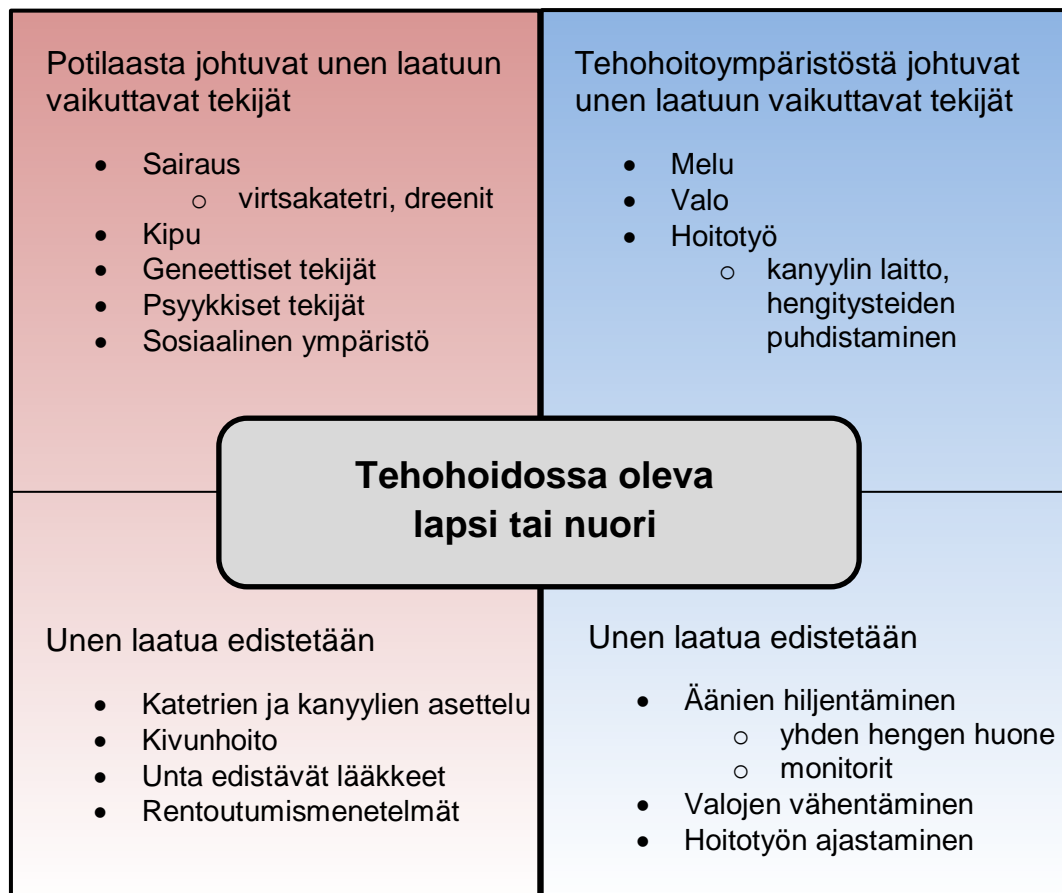 Potilaasta johtuvat unen laatuun
vaikuttavat tekijät
• Sairaus
o virtsakatetri, dreenit
• Kipu
• Geneettiset tekijät
• Psyykkiset tekijät
• Sosiaalinen ympäristö
Tehohoitoympäristöstä johtuvat
unen laatuun vaikuttavat tekijät
• Melu
• Valo
• Hoitotyö
o kanyylin laitto,
hengitysteiden
puhdistaminen
Tehohoidossa oleva
lapsi tai nuori
Unen laatua edistetään
• Katetrien ja kanyylien asettelu
• Kivunhoito
• Unta edistävät lääkkeet
• Rentoutumismenetelmät
Unen laatua edistetään
• Äänien hiljentäminen
o yhden hengen huone
o monitorit
• Valojen vähentäminen
• Hoitotyön ajastaminen